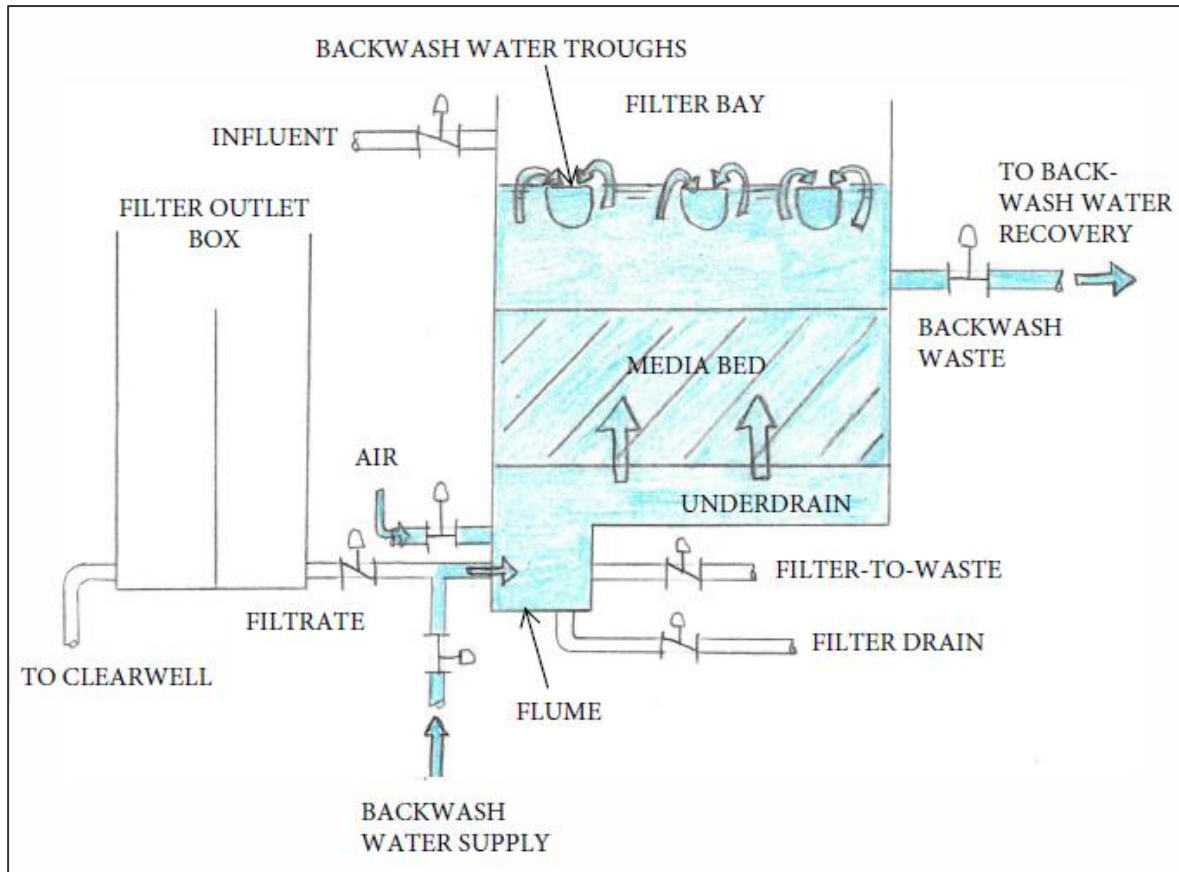 BACKWASH WATER TROUGHS
FILTER BAY
INFLUENT
TO BACK-
WASH WATER
RECOVERY
FILTER OUTLET
BOX
BACKWASH
WASTE
MEDIA BED
AIR
UNDERDRAIN
FILTER-TO-WASTE
FILTRATE
FILTER DRAIN
TO CLEARWELL
FLUME
BACKWASH
WATER SUPPLY